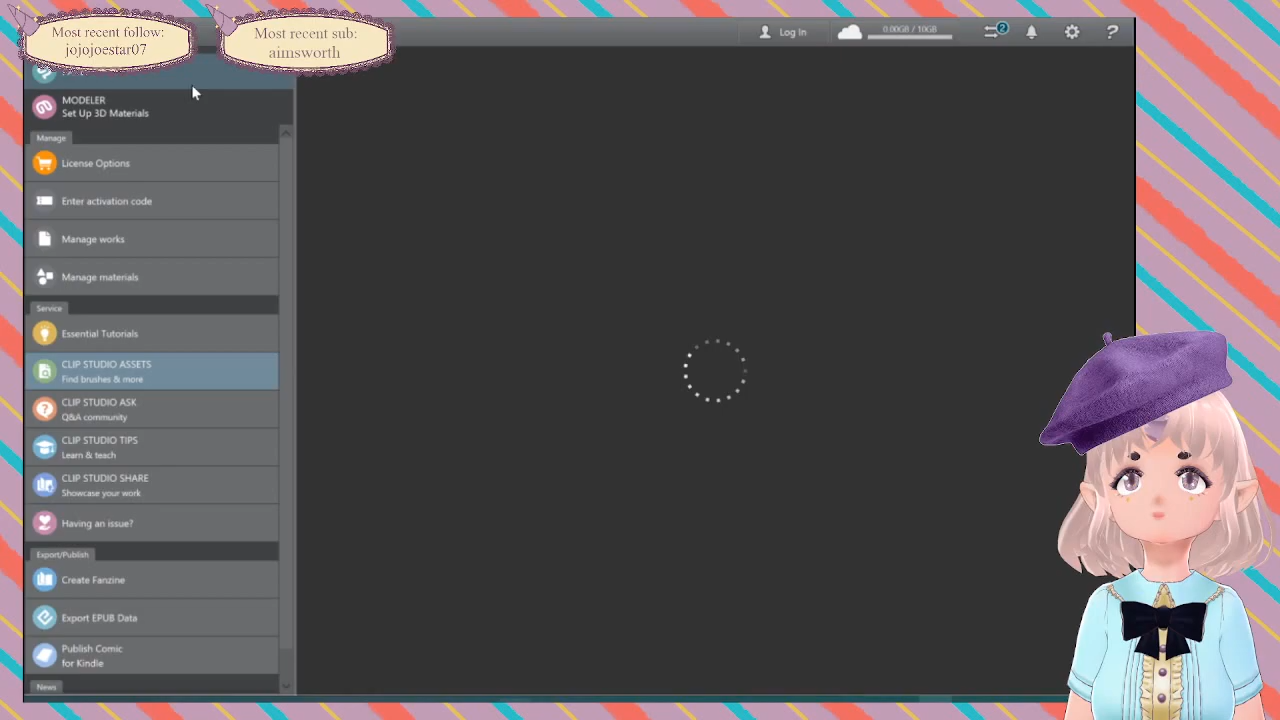 Most recent follow:
jojojoestar07
Most recent sub:
aimsworth
Log In
0.00GB / 10GB
2
?
MODELER
Set Up 3D Materials
Manage
License Options
Enter activation code
Manage works
Manage materials
Service
Essential Tutorials
CLIP STUDIO ASSETS
Find brushes & more
CLIP STUDIO ASK
Q&A community
CLIP STUDIO TIPS
Learn & teach
CLIP STUDIO SHARE
Showcase your work
Having an issue?
Export/Publish
Create Fanzine
Export EPUB Data
Publish Comic
for Kindle
News